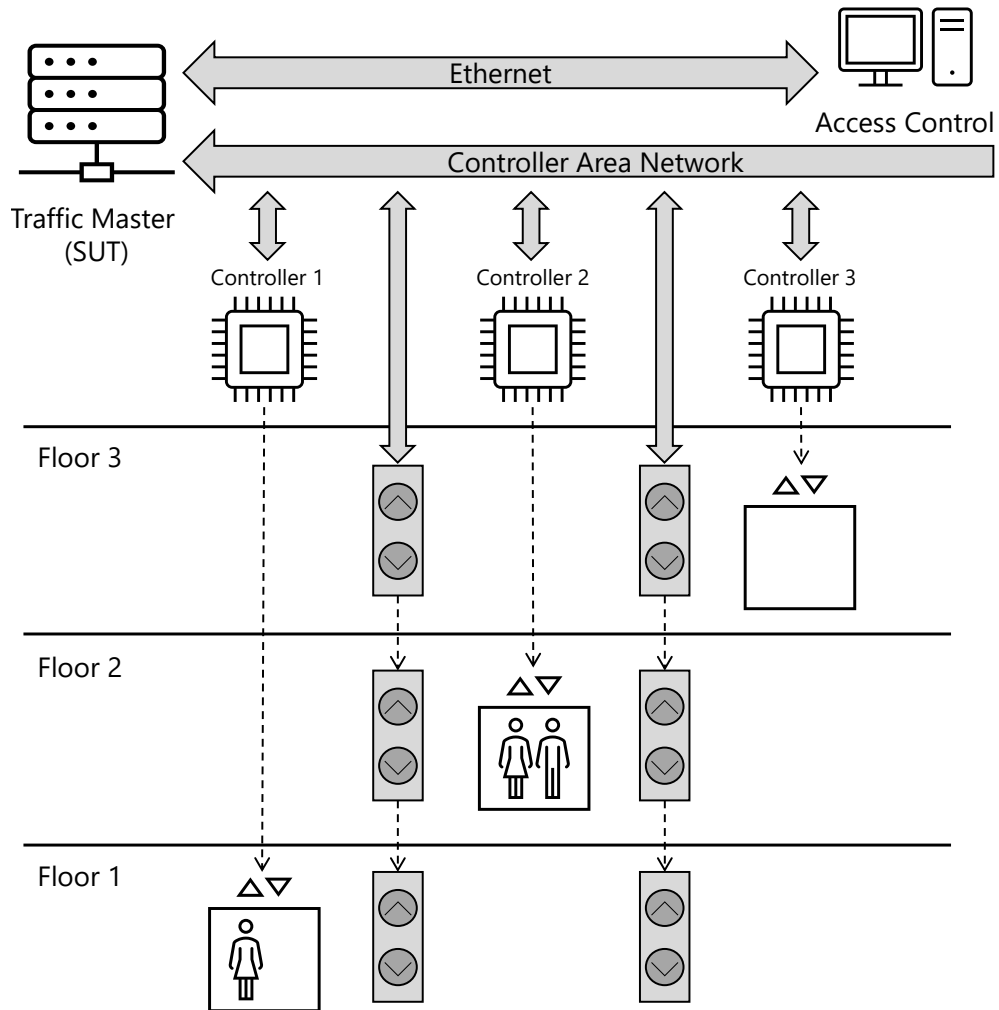 Ethernet
Access Control
Controller Area Network
Traffic Master
(SUT)
Controller 1
Controller 2
Controller 3
Floor 3
Floor 2
Floor 1